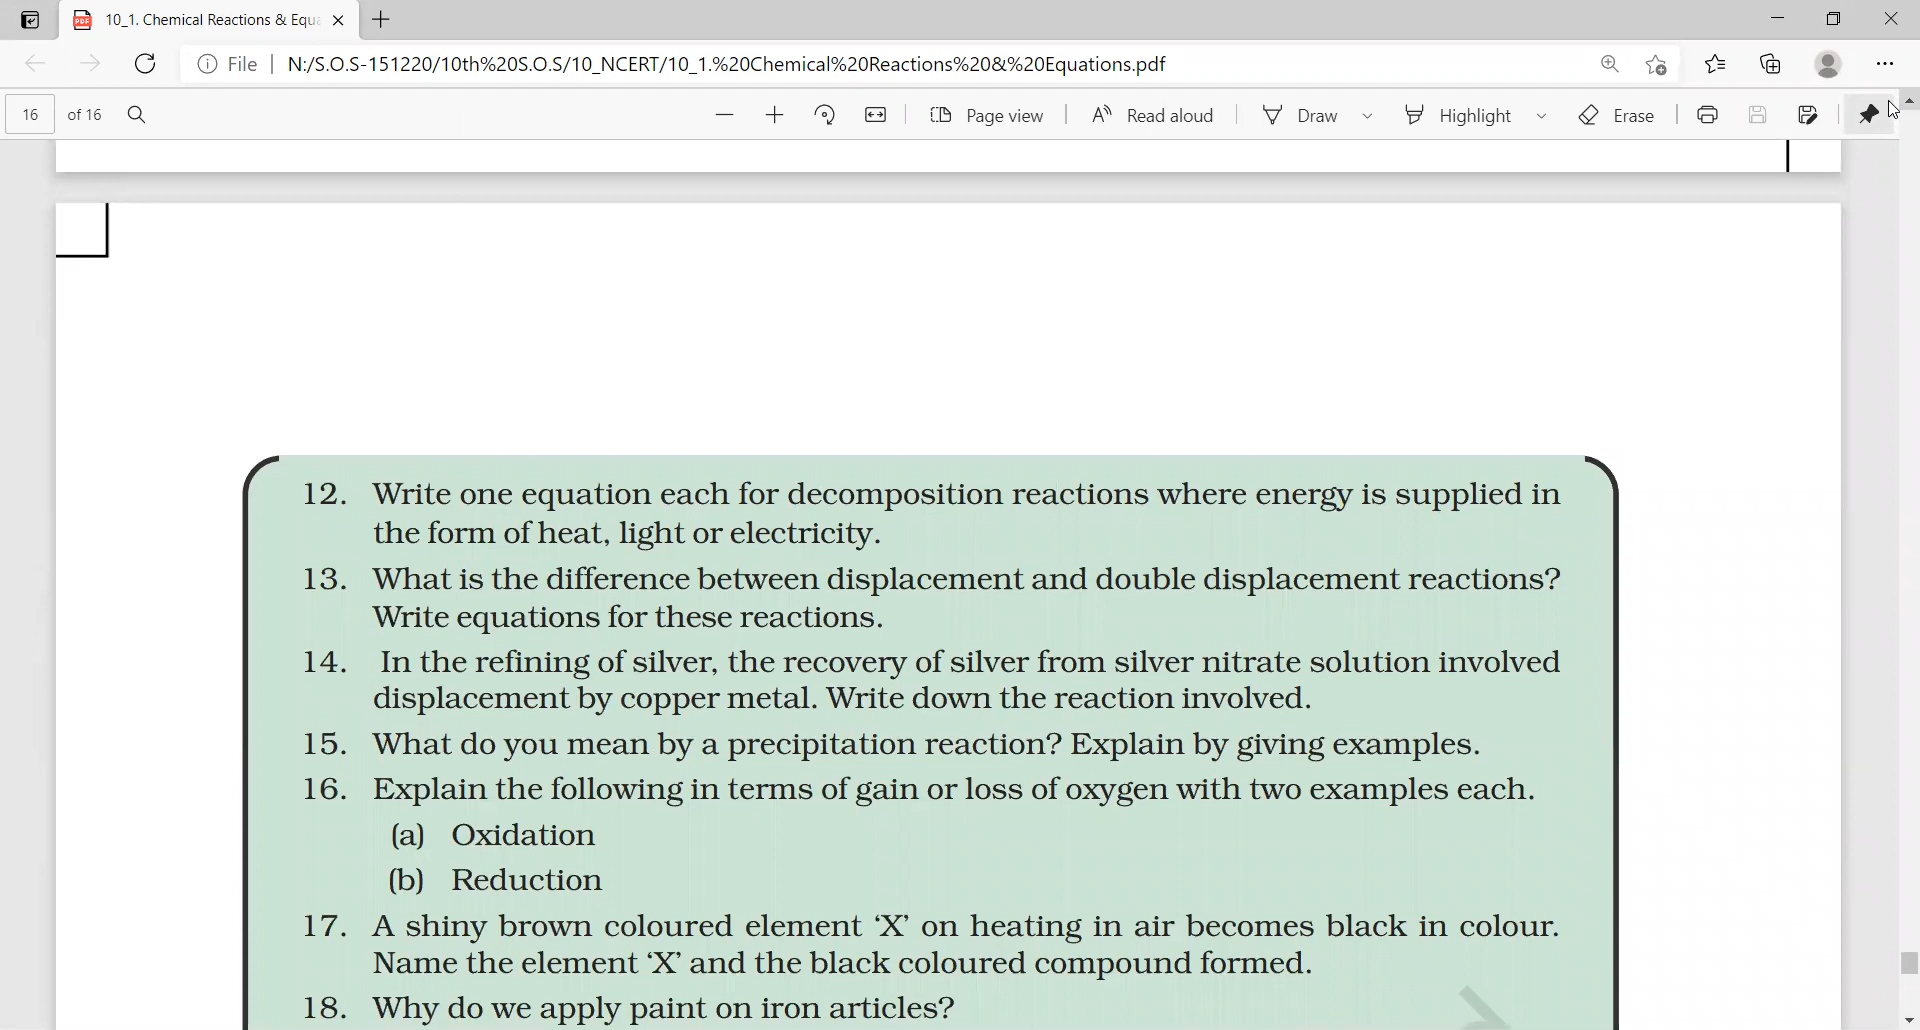 10_1. Chemical Reactions & Equa
File N:/S.O.S-151220/10th%20S.O.S/10_NCERT/10_1.%20Chemical%20Reactions%20&%20Equations.pdf
16 of 16 Page view Read aloud Draw Highlight Erase
12. Write one equation each for decomposition reactions where energy is supplied in
the form of heat, light or electricity.
13. What is the difference between displacement and double displacement reactions?
Write equations for these reactions.
14. In the refining of silver, the recovery of silver from silver nitrate solution involved
displacement by copper metal. Write down the reaction involved.
15. What do you mean by a precipitation reaction? Explain by giving examples.
16. Explain the following in terms of gain or loss of oxygen with two examples each.
(a) Oxidation
(b) Reduction
17. A shiny brown coloured element ‘X’ on heating in air becomes black in colour.
Name the element ‘X’ and the black coloured compound formed.
18. Why do we apply paint on iron articles?